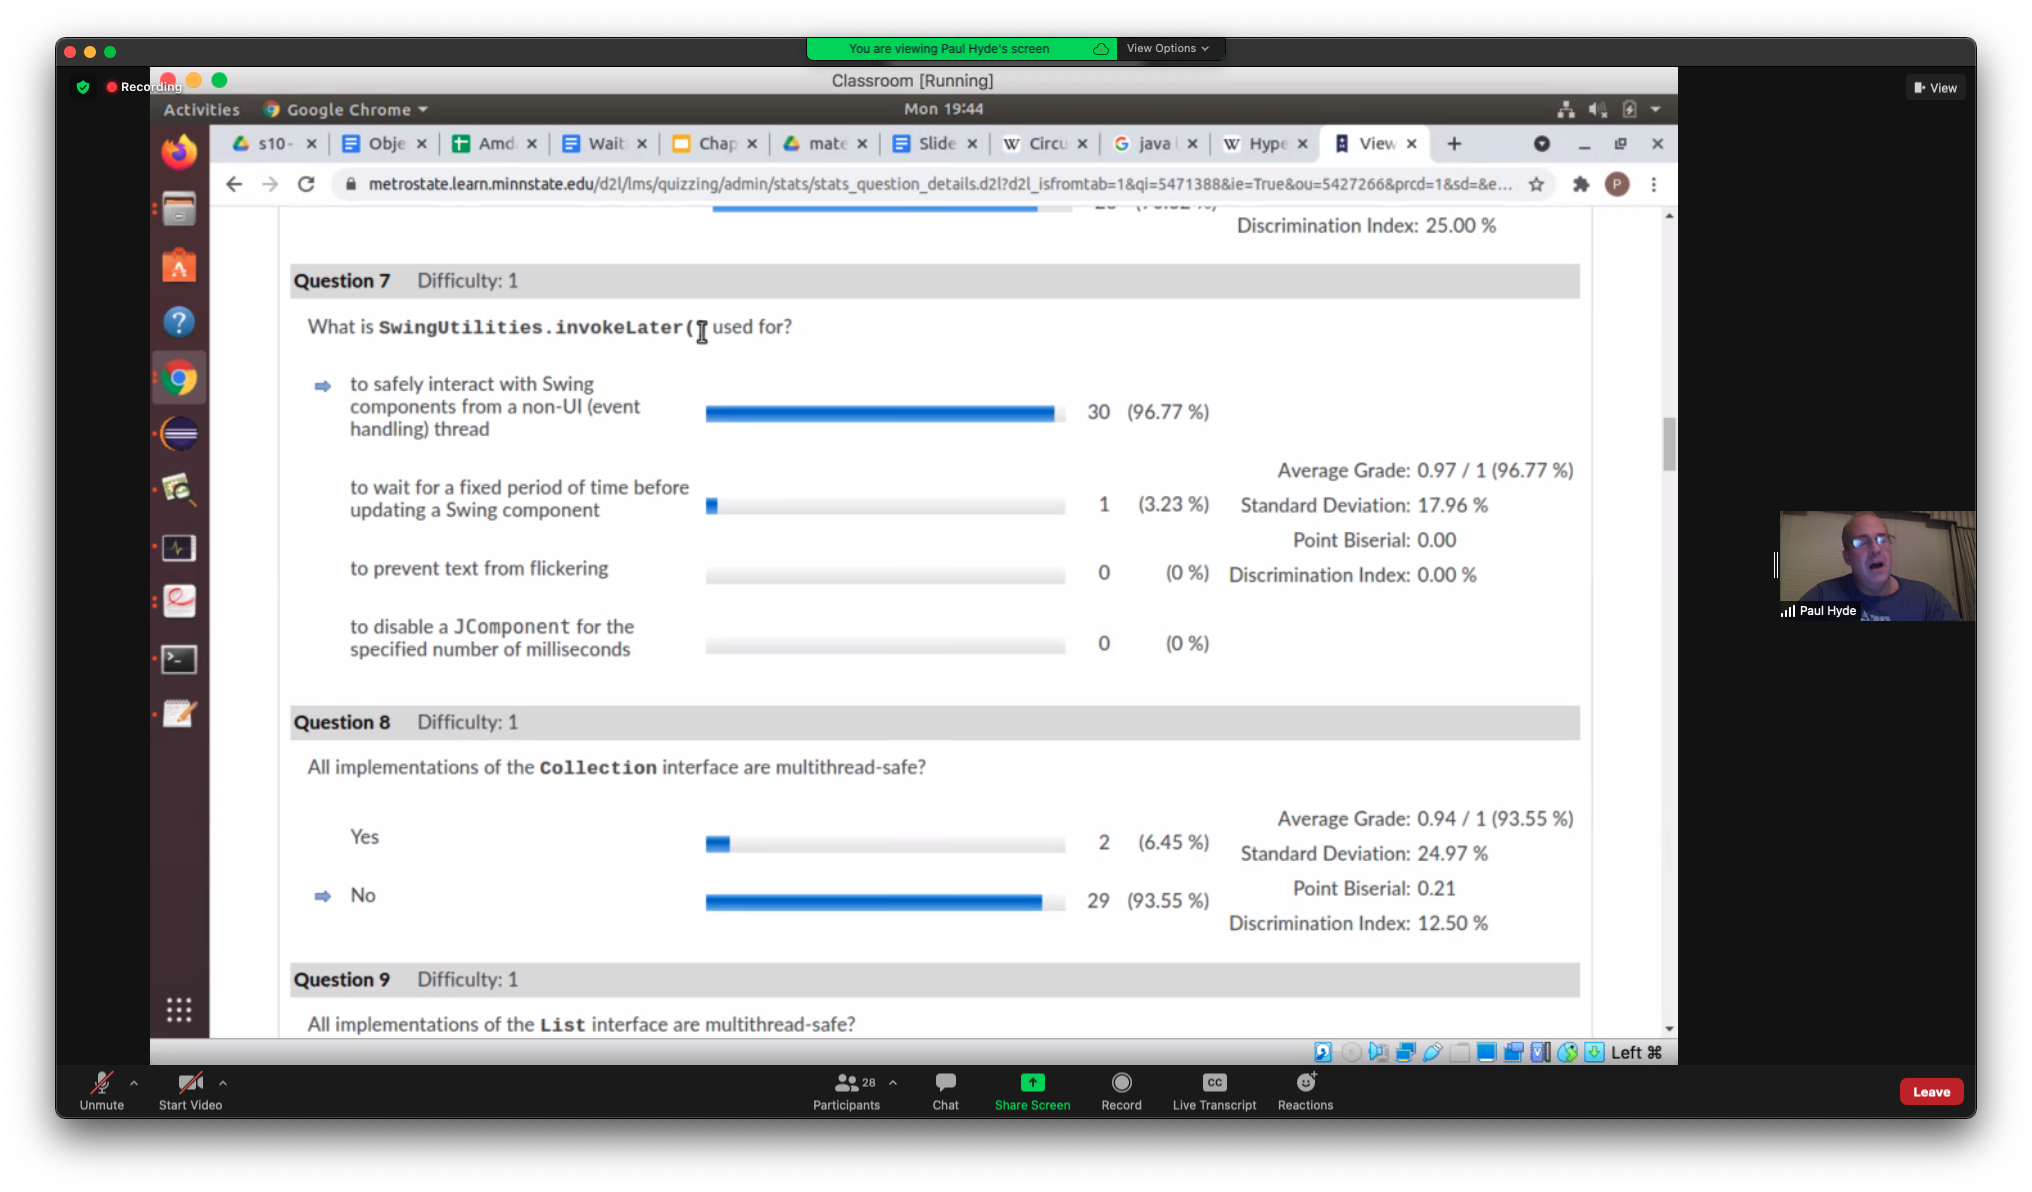 You are viewing Paul Hyde's screen
View Options
Recording
Classroom [Running]
View
Activities
Google Chrome
Mon 19:44
s10 -
Obje
Amd
Wait
Chap
mate
Slide
Circu
java
Hype
View
metrostate.learn.minnstate.edu/d2l/lms/quizzing/admin/stats/stats_question_details.d2l?d2l_isfromtab=1&qi=5471388&ie=True&ou=5427266&prcd=1&sd=&e...
P
Discrimination Index: 25.00 %
Question 7 Difficulty: 1
What is SwingUtilities.invokeLater( used for?
to safely interact with Swing
components from a non-UI (event
handling) thread
30 (96.77 %)
to wait for a fixed period of time before
updating a Swing component
1 (3.23 %)
to prevent text from flickering
0 (0 %)
to disable a JComponent for the
specified number of milliseconds
0 (0 %)
Average Grade: 0.97 / 1 (96.77 %)
Standard Deviation: 17.96 %
Point Biserial: 0.00
Discrimination Index: 0.00 %
Question 8 Difficulty: 1
All implementations of the Collection interface are multithread-safe?
Yes
2 (6.45 %)
No
29 (93.55 %)
Average Grade: 0.94 / 1 (93.55 %)
Standard Deviation: 24.97 %
Point Biserial: 0.21
Discrimination Index: 12.50 %
Question 9 Difficulty: 1
All implementations of the List interface are multithread-safe?
Left ⌘
Paul Hyde
Unmute
Start Video
28
Participants
Chat
Share Screen
Record
CC
Live Transcript
Reactions
Leave